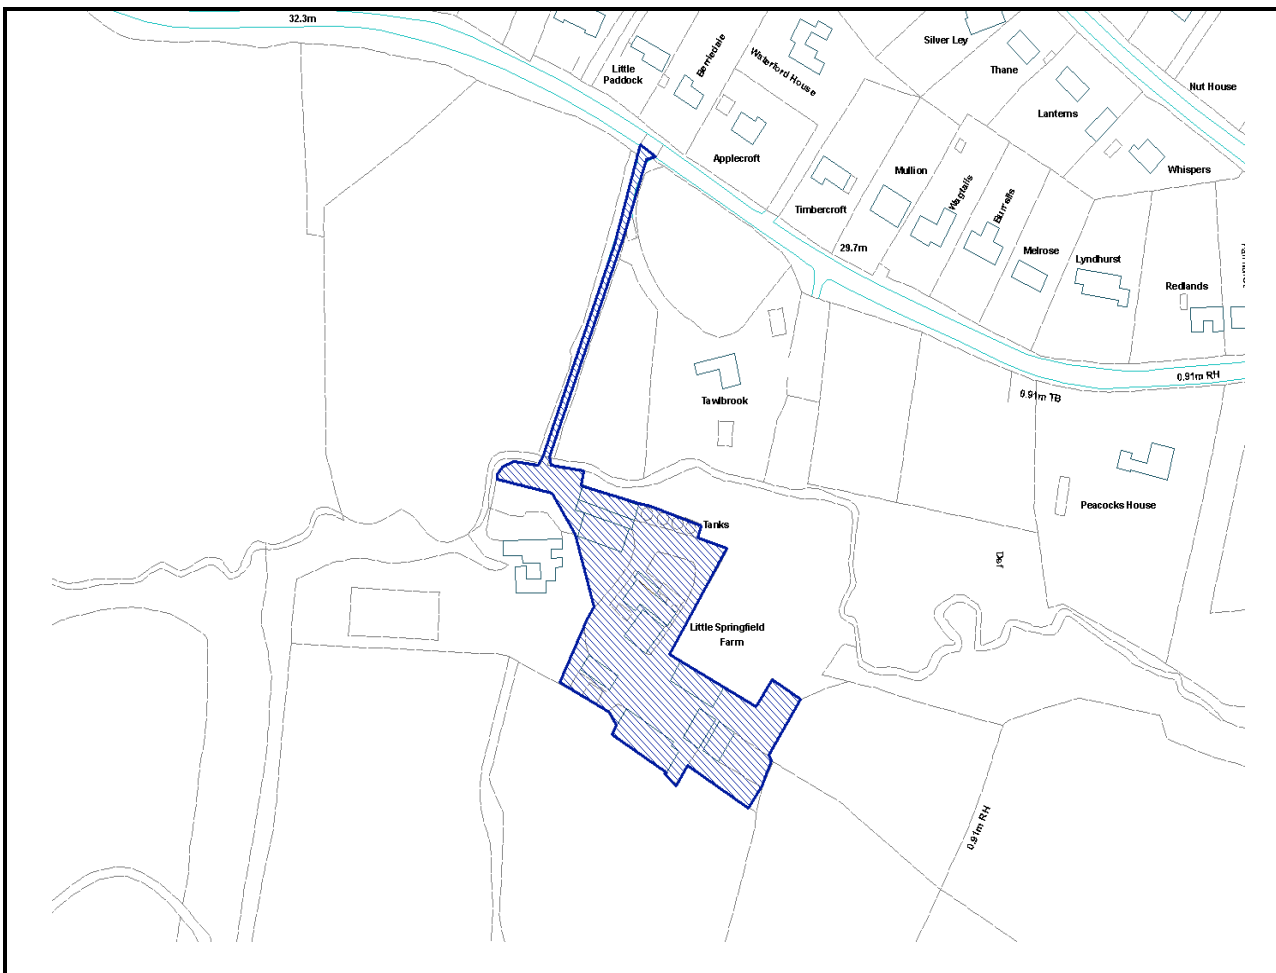 32.3m
Silver Ley
Little
Paddock
Berriedale
Waterford House
Thane
Nut House
Lanterns
Applecroft
Whispers
Mullion
Wagtails
Timbercroft
Burrells
29.7m
Melrose
Lyndhurst
Redlands
0.91m RH
0.91m TB
Tawlbrook
Peacocks House
Tanks
Def
Little Springfield
Farm
0.91m RH